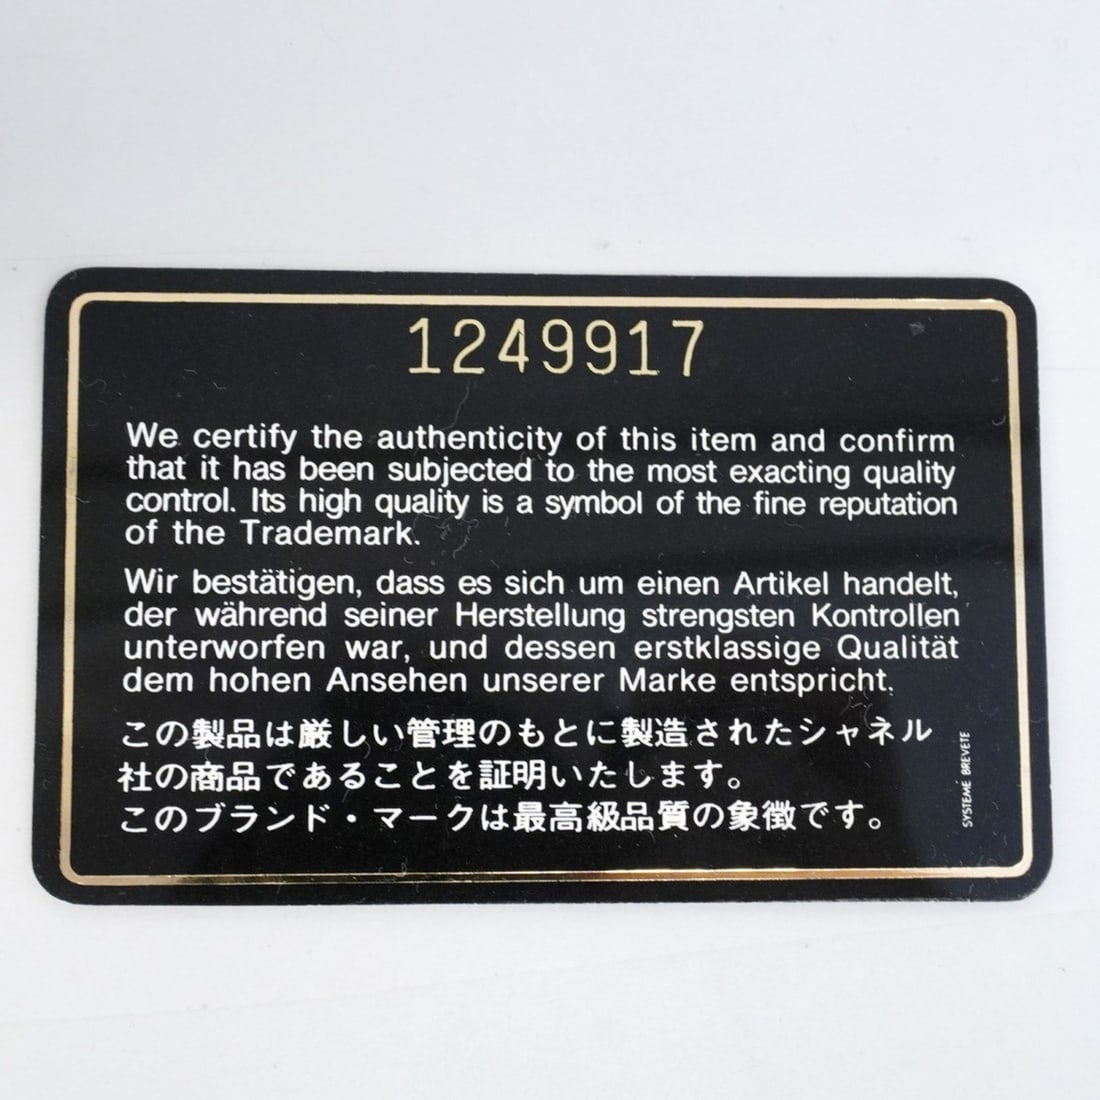 1249917
We certify the authenticity of this item and confirm
that it has been subjected to the most exacting quality
control. Its high quality is a symbol of the fine reputation
of the Trademark.
Wir bestätigen, dass es sich um einen Artikel handelt,
der während seiner Herstellung strengsten Kontrollen
unterworfen war, und dessen erstklassige Qualität
dem hohen Ansehen unserer Marke entspricht.
この製品は厳しい管理のもとに製造されたシャネル
社の商品であることを証明いたします。
このブランド・マークは最高級品質の象徴です。
SYSTEME BREVETE